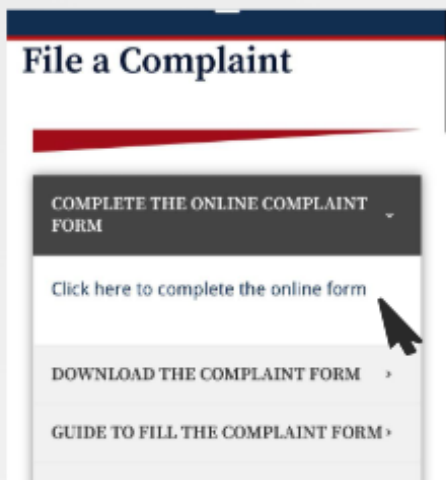 File a Complaint
COMPLETE THE ONLINE COMPLAINT
FORM
Click here to complete the online form
DOWNLOAD THE COMPLAINT FORM
GUIDE TO FILL THE COMPLAINT FORM